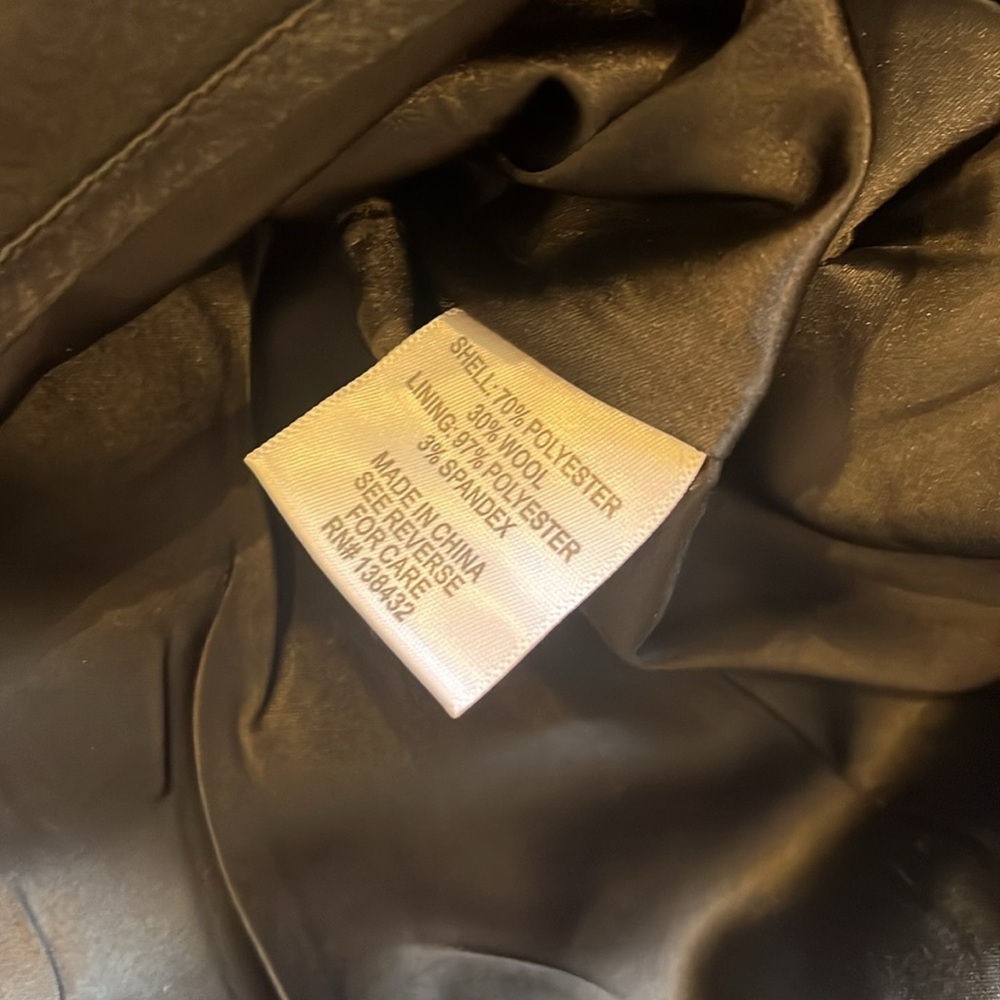 SHELL: 70% POLYESTER
30% WOOL
LINING: 97% POLYESTER
3% SPANDEX
MADE IN CHINA
SEE REVERSE
FOR CARE
RN# 138432